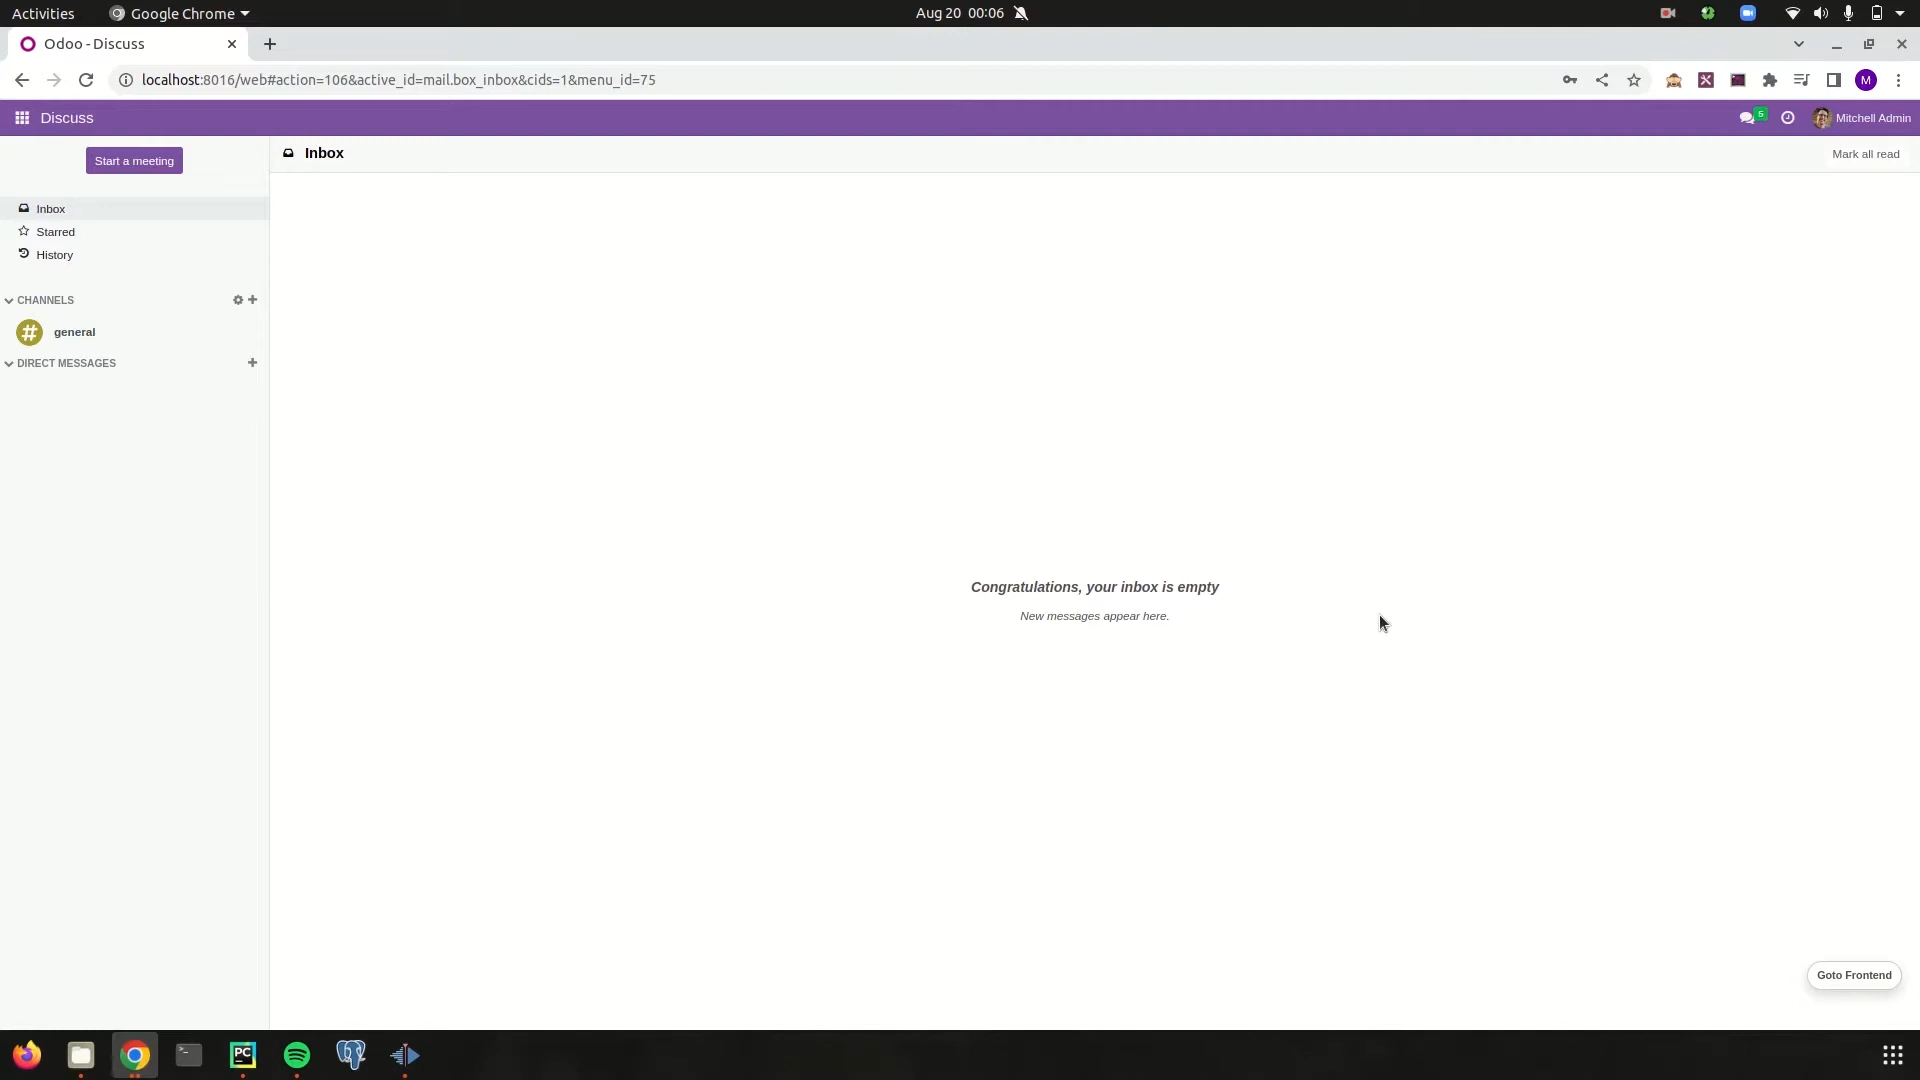 Activities
Google Chrome
Aug 20 00:06
Odoo - Discuss
localhost:8016/web#action=106&active_id=mail.box_inbox&cids=1&menu_id=75
M
Discuss
5
Mitchell Admin
Start a meeting
Inbox
Mark all read
Inbox
Starred
History
CHANNELS
# general
DIRECT MESSAGES
Congratulations, your inbox is empty
New messages appear here.
Goto Frontend
PC